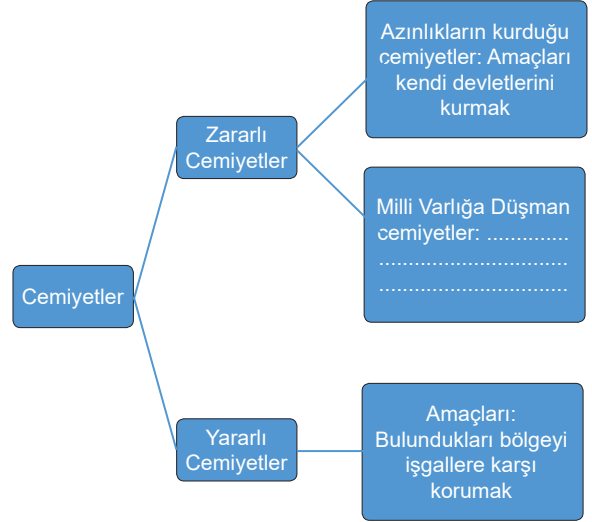 Cemiyetler
Zararlı
Cemiyetler
Azınlıkların kurduğu
cemiyetler: Amaçları
kendi devletlerini
kurmak
Milli Varlığa Düşman
cemiyetler: ..............
................................
................................
Yararlı
Cemiyetler
Amaçları:
Bulundukları bölgeyi
işgallere karşı
korumak